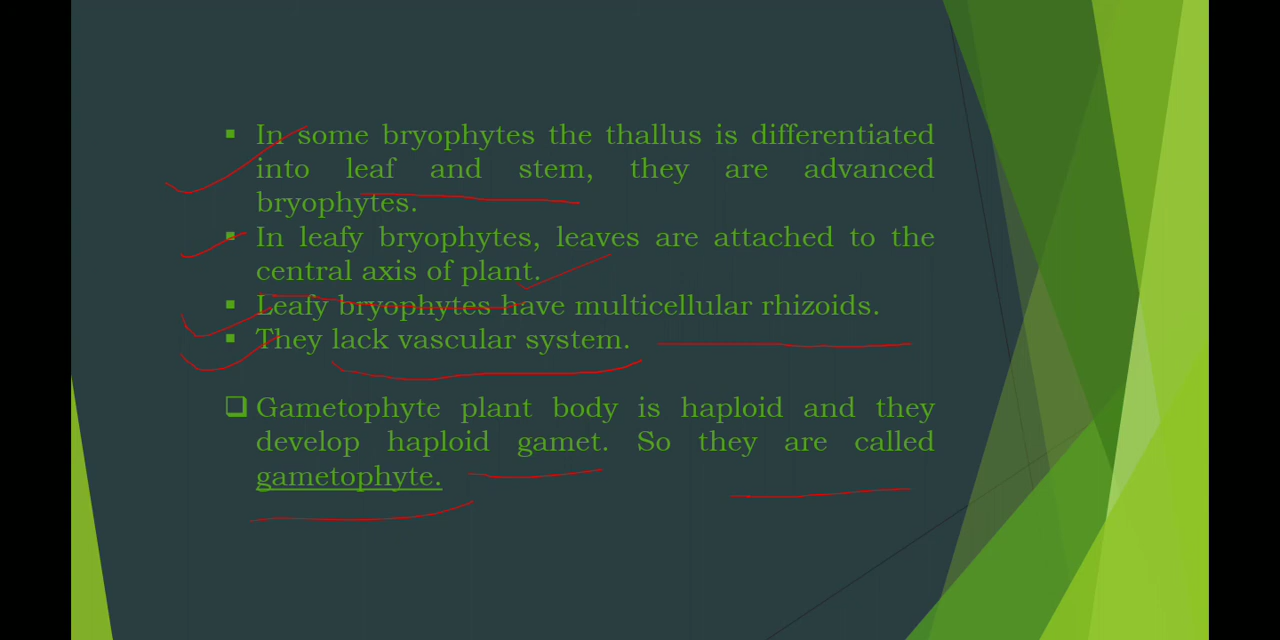 ▪ In some bryophytes the thallus is differentiated
into leaf and stem, they are advanced
bryophytes.
▪ In leafy bryophytes, leaves are attached to the
central axis of plant.
▪ Leafy bryophytes have multicellular rhizoids.
▪ They lack vascular system.
❑ Gametophyte plant body is haploid and they
develop haploid gamet. So they are called
gametophyte.